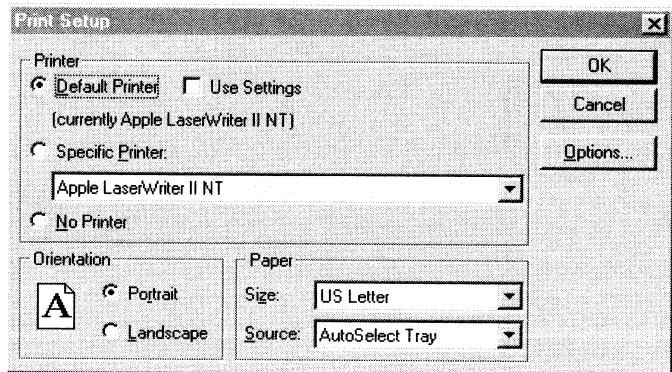 Print Setup
Printer
Default Printer Use Settings
(currently Apple LaserWriter II NT)
Specific Printer:
Apple LaserWriter II NT
No Printer
OK
Cancel
Options...
Orientation
A
Portrait
Landscape
Paper
Size: US Letter
Source: AutoSelect Tray